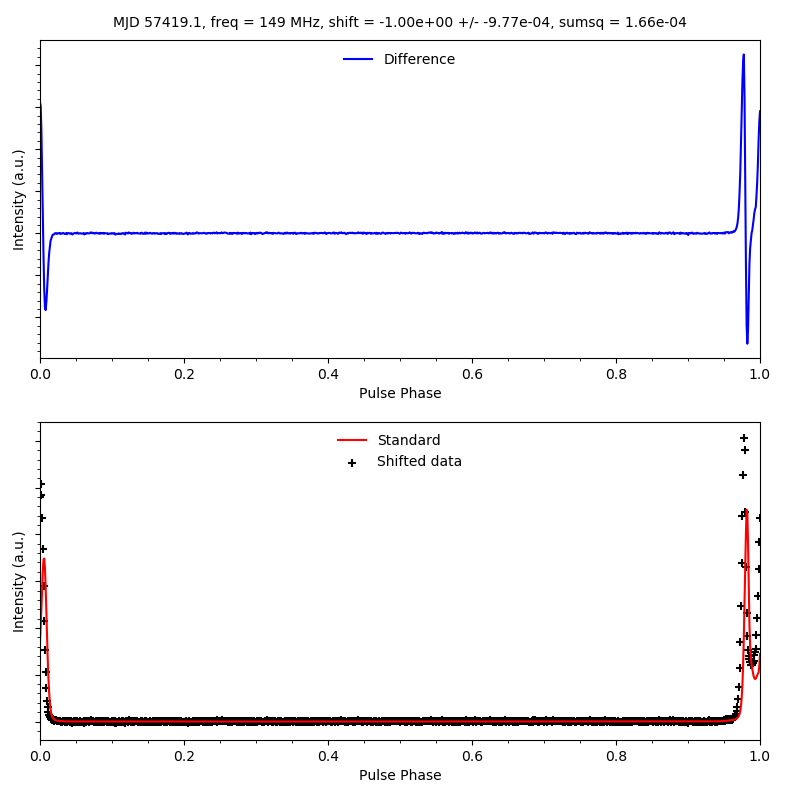 MJD 57419.1, freq = 149 MHz, shift = -1.00e+00 +/- -9.77e-04, sumsq = 1.66e-04
Difference
Intensity (a.u.)
0.0 0.2 0.4 0.6 0.8 1.0
Pulse Phase
Standard
Shifted data
Intensity (a.u.)
0.0 0.2 0.4 0.6 0.8 1.0
Pulse Phase